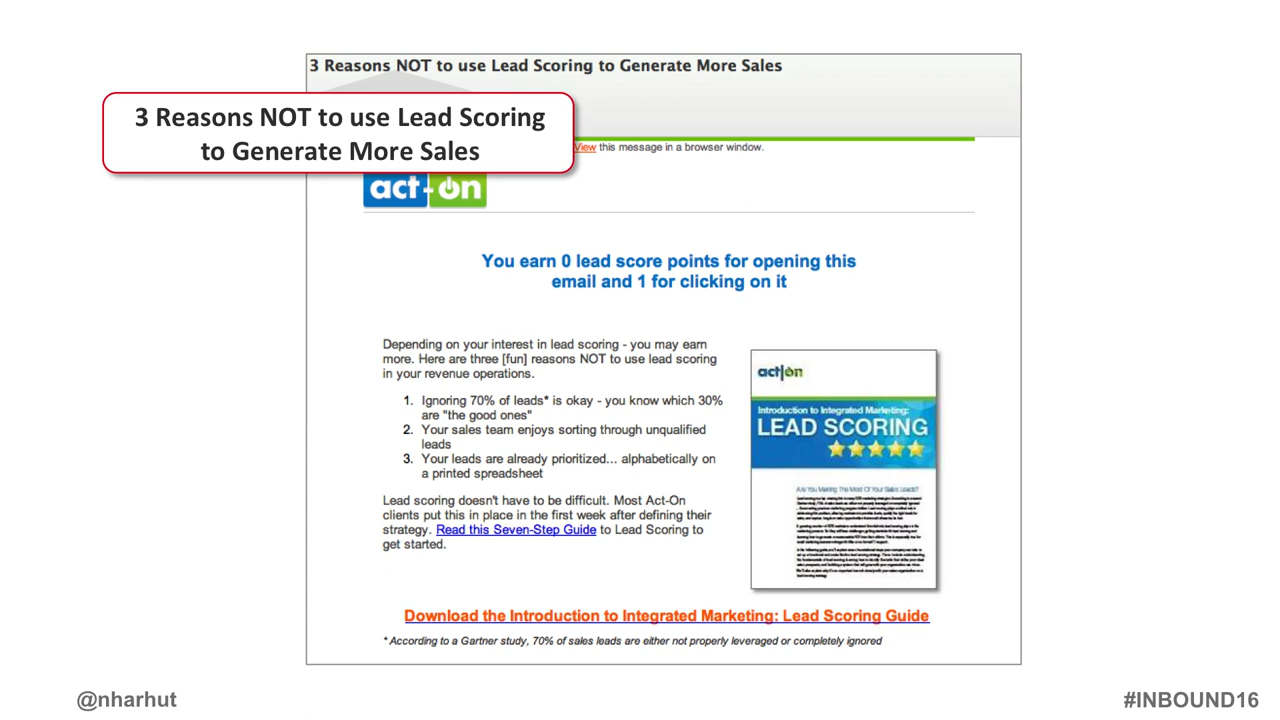 3 Reasons NOT to use Lead Scoring to Generate More Sales
3 Reasons NOT to use Lead Scoring
to Generate More Sales
View this message in a browser window.
act-on
You earn 0 lead score points for opening this
email and 1 for clicking on it
Depending on your interest in lead scoring - you may earn
more. Here are three [fun] reasons NOT to use lead scoring
in your revenue operations.
1. Ignoring 70% of leads* is okay - you know which 30%
are "the good ones"
2. Your sales team enjoys sorting through unqualified
leads
3. Your leads are already prioritized... alphabetically on
a printed spreadsheet
Lead scoring doesn't have to be difficult. Most Act-On
clients put this in place in the first week after defining their
strategy. Read this Seven-Step Guide to Lead Scoring to
get started.
act|on
Introduction to Integrated Marketing:
LEAD SCORING
Are You Making The Most Of Your Sales Leads?
Download the Introduction to Integrated Marketing: Lead Scoring Guide
* According to a Gartner study, 70% of sales leads are either not properly leveraged or completely ignored
@nharhut
#INBOUND16